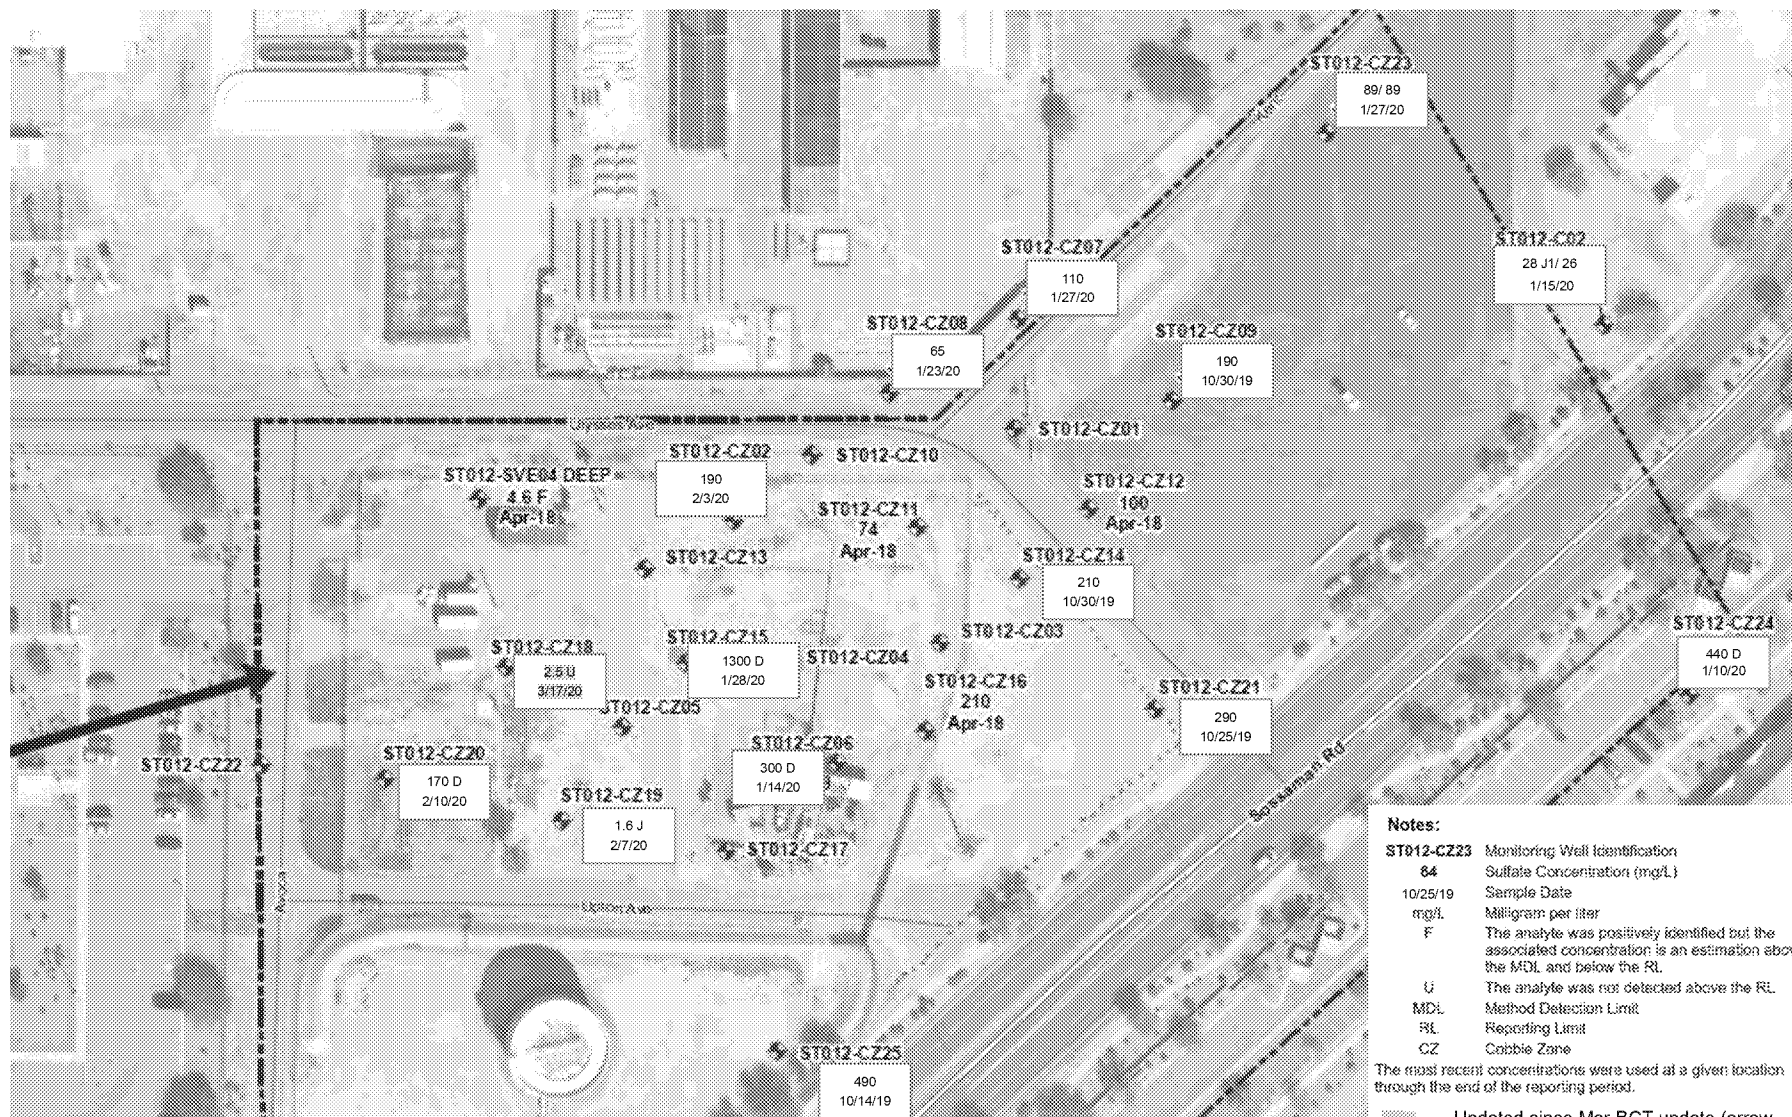 ST012-CZ23
89/ 89
1/27/20
ST012-C02
28 J1/ 26
1/15/20
ST012-CZ07
110
1/27/20
ST012-CZ08
65
1/23/20
ST012-CZ09
190
10/30/19
ST012-CZ01
Ulysses Ave
ST012-CZ02
190
2/3/20
ST012-CZ10
ST012-SVE04 DEEP
4.6 F
Apr-18
ST012-CZ11
74
Apr-18
ST012-CZ12
100
Apr-18
ST012-CZ13
ST012-CZ14
210
10/30/19
ST012-CZ03
ST012-CZ24
440 D
1/10/20
ST012-CZ15
1300 D
1/28/20
ST012-CZ04
ST012-CZ18
2.5 U
3/17/20
ST012-CZ05
ST012-CZ16
210
Apr-18
ST012-CZ21
290
10/25/19
ST012-CZ22
ST012-CZ20
170 D
2/10/20
ST012-CZ06
300 D
1/14/20
ST012-CZ19
1.6 J
2/7/20
ST012-CZ17
Sossaman Rd
Avoca
Upton Ave
ST012-CZ25
490
10/14/19
Notes:
ST012-CZ23 Monitoring Well Identification
64 Sulfate Concentration (mg/L)
10/25/19 Sample Date
mg/L Milligram per liter
F The analyte was positively identified but the
associated concentration is an estimation abov
the MDL and below the RL.
U The analyte was not detected above the RL.
MDL Method Detection Limit
RL Reporting Limit
CZ Cobble Zone
The most recent concentrations were used at a given location
through the end of the reporting period.
Updated since Mar BCT update (arrow